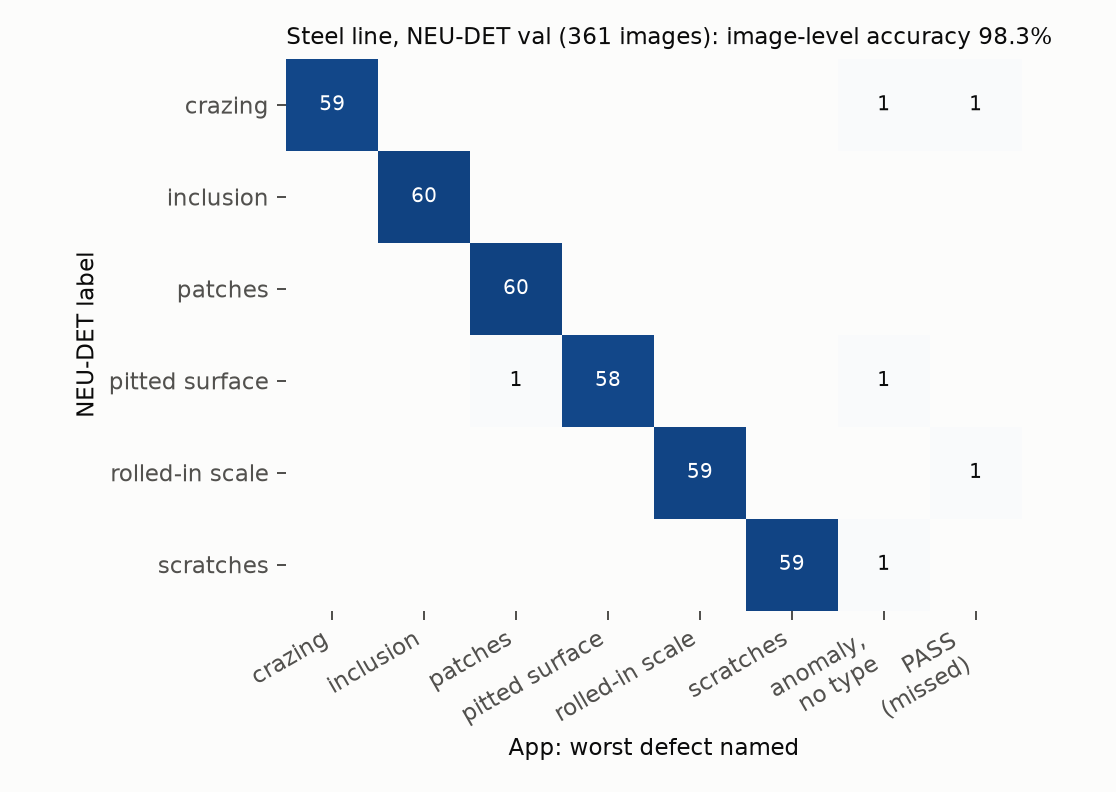 Steel line, NEU-DET val (361 images): image-level accuracy 98.3%
NEU-DET label
crazing 59 1 1
inclusion 60
patches 60
pitted surface 1 58 1
rolled-in scale 59 1
scratches 59 1
crazing
inclusion
patches
pitted surface
rolled-in scale
scratches
anomaly,
no type
PASS
(missed)
App: worst defect named